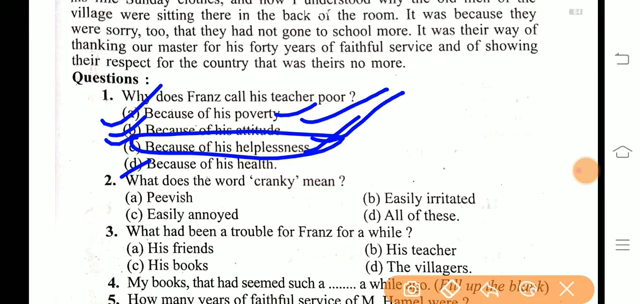 village were sitting there in the back of the room. It was because they
were sorry, too, that they had not gone to school more. It was their way of
thanking our master for his forty years of faithful service and of showing
their respect for the country that was theirs no more.
Questions :
1. Why does Franz call his teacher poor ?
(a) Because of his poverty
(b) Because of his attitude
(c) Because of his helplessness
(d) Because of his health.
2. What does the word ‘cranky’ mean ?
(a) Peevish (b) Easily irritated
(c) Easily annoyed (d) All of these.
3. What had been a trouble for Franz for a while ?
(a) His friends (b) His teacher
(c) His books (d) The villagers.
4. My books, that had seemed such a ........ a while ago. (Fill up the blank)
5. How many years of faithful service of M. Hamel were ?